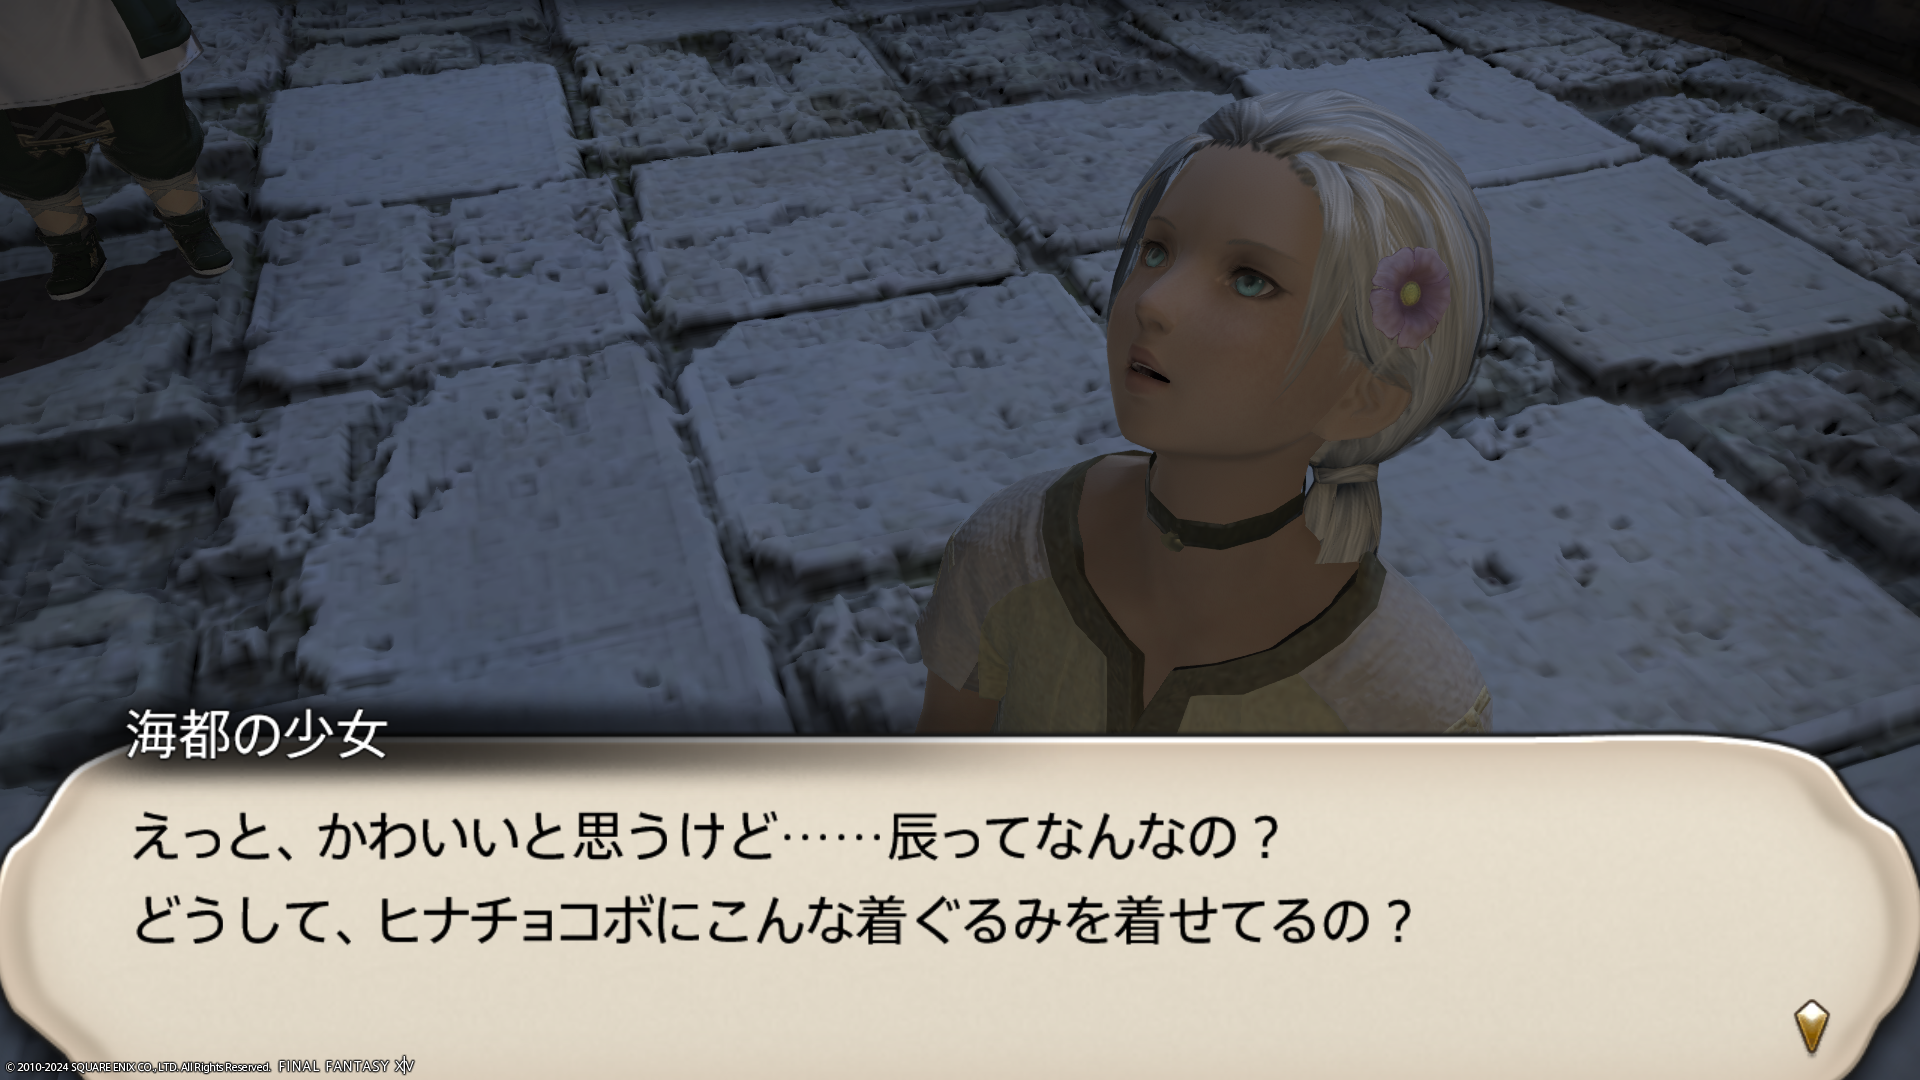 海都の少女
えっと、かわいいと思うけど……辰ってなんなの？
どうして、ヒナチョコボにこんな着ぐるみを着せてるの？
© 2010-2024 SQUARE ENIX CO., LTD. All Rights Reserved. FINAL FANTASY XIV